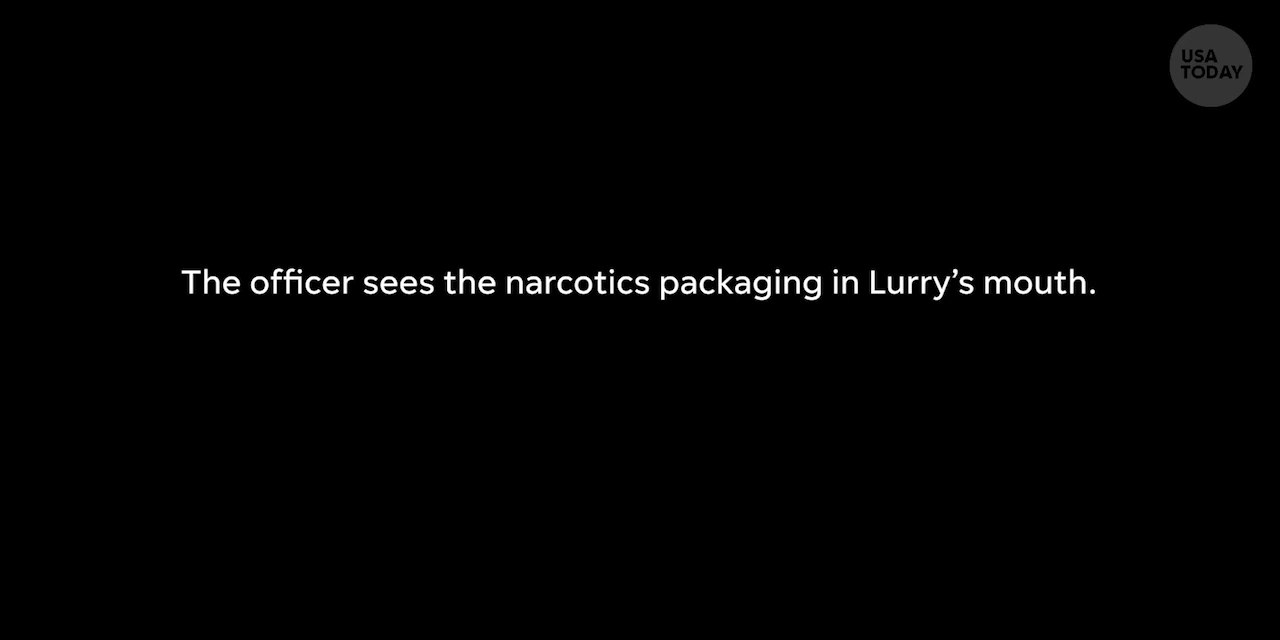 USA
TODAY
The officer sees the narcotics packaging in Lurry’s mouth.